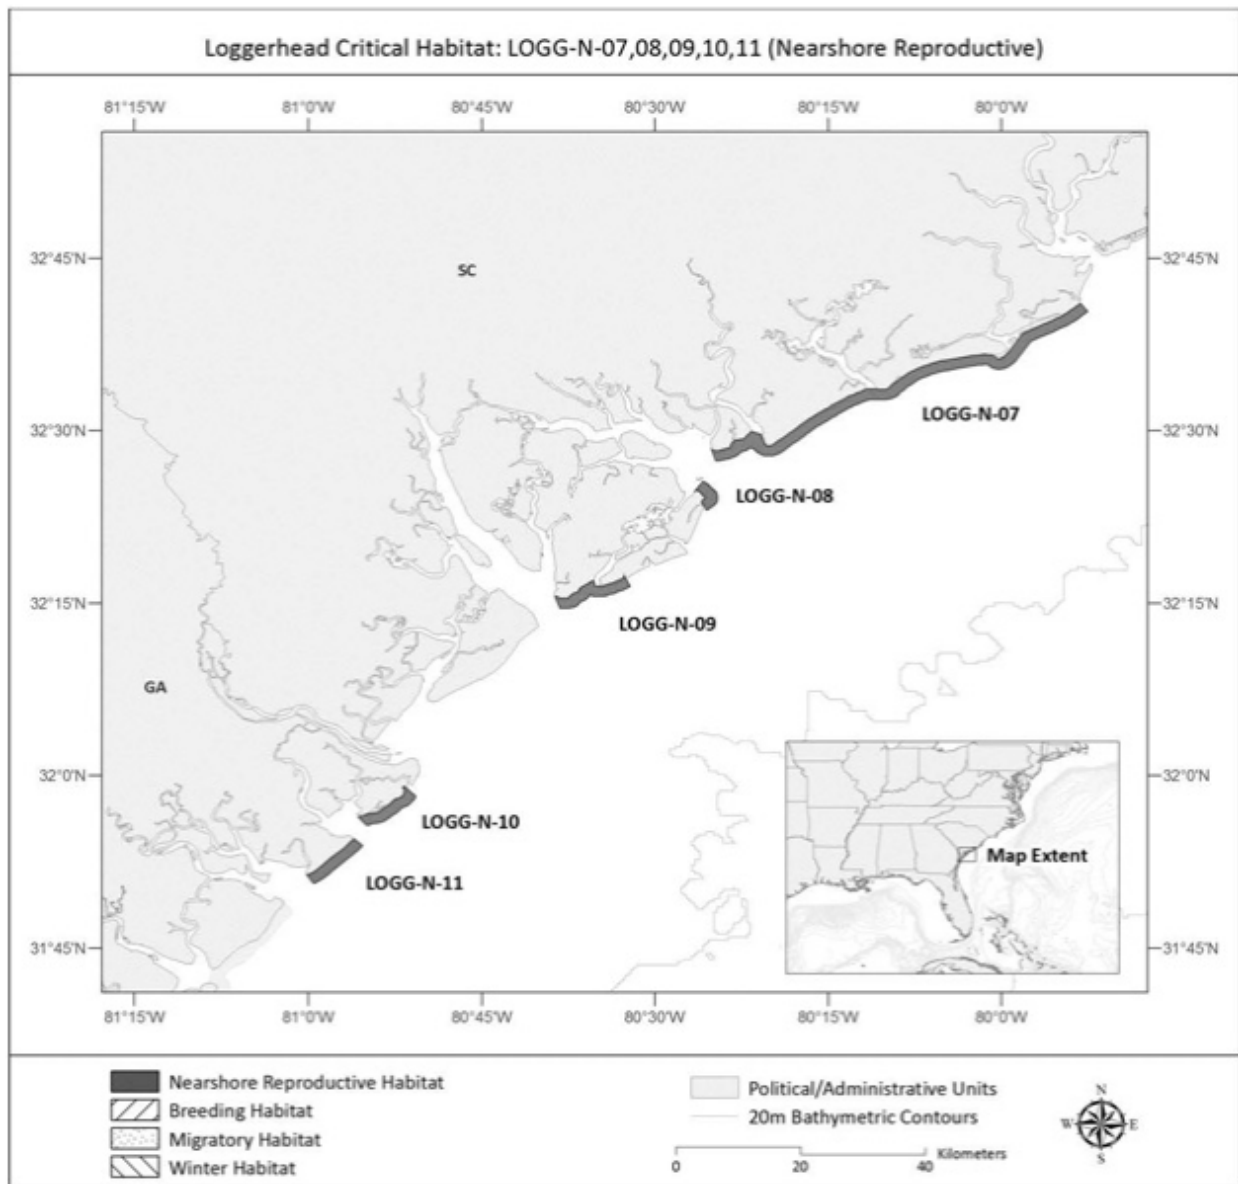 Loggerhead Critical Habitat: LOGG-N-07,08,09,10,11 (Nearshore Reproductive)
81°15'W 81°0'W 80°45'W 80°30'W 80°15'W 80°0'W
32°45'N SC 32°45'N
LOGG-N-07
32°30'N 32°30'N
LOGG-N-08
32°15'N 32°15'N
LOGG-N-09
GA
32°0'N 32°0'N
LOGG-N-10
Map Extent
LOGG-N-11
31°45'N 31°45'N
81°15'W 81°0'W 80°45'W 80°30'W 80°15'W 80°0'W
Nearshore Reproductive Habitat
Breeding Habitat
Migratory Habitat
Winter Habitat
Political/Administrative Units
20m Bathymetric Contours
Kilometers
0 20 40
N
W E
S